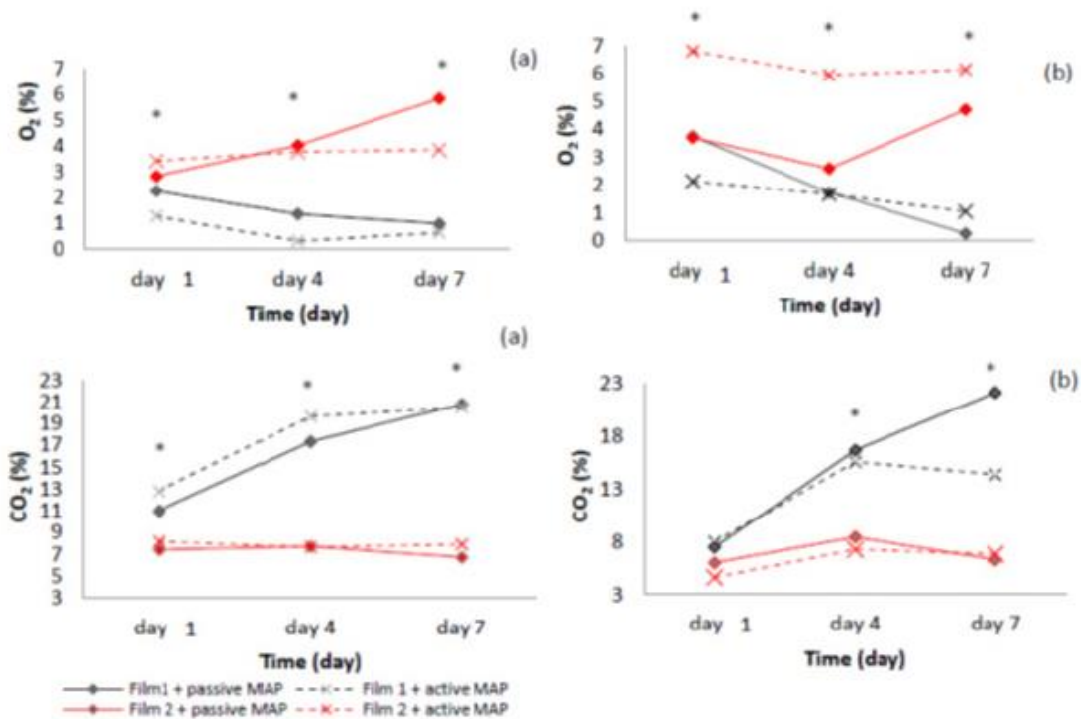 (a)
*
*
*
O2 (%)
7
6
5
4
3
2
1
0
day 1
day 4
day 7
Time (day)
(b)
*
*
*
O2 (%)
7
6
5
4
3
2
1
0
day 1
day 4
day 7
Time (day)
(a)
*
*
*
CO2 (%)
23
21
19
17
15
13
11
9
7
5
3
day 1
day 4
day 7
Time (day)
(b)
*
*
CO2 (%)
23
18
13
8
3
day 1
day 4
day 7
Time (day)
Film1 + passive MAP
Film 1 + active MAP
Film 2 + passive MAP
Film 2 + active MAP